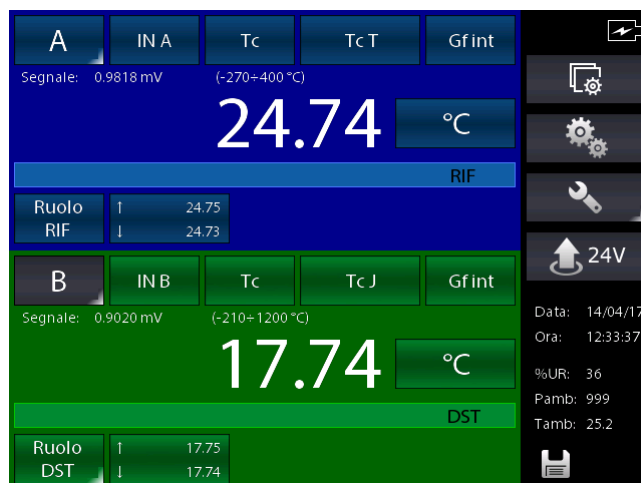 A IN A Tc Tc T Gf int
Segnale: 0.9818 mV (-270÷400 °C)
24.74 °C
RIF
Ruolo RIF
↑ 24.75
↓ 24.73
B IN B Tc Tc J Gf int
Segnale: 0.9020 mV (-210÷1200 °C)
17.74 °C
DST
Ruolo DST
↑ 17.75
↓ 17.74
24V
Data: 14/04/17
Ora: 12:33:37
%UR: 36
Pamb: 999
Tamb: 25.2